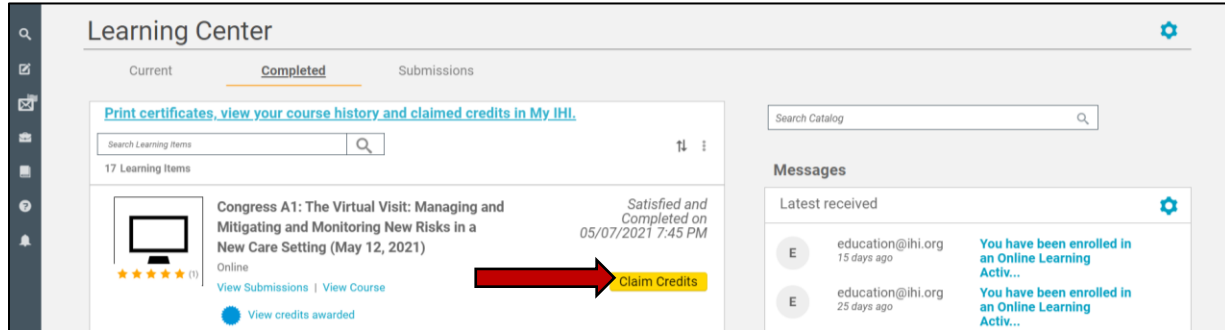 Learning Center
Current
Completed
Submissions
Print certificates, view your course history and claimed credits in My IHI.
Search Learning Items
17 Learning Items
Congress A1: The Virtual Visit: Managing and
Mitigating and Monitoring New Risks in a
New Care Setting (May 12, 2021)
Online
View Submissions | View Course
View credits awarded
(1)
Satisfied and
Completed on
05/07/2021 7:45 PM
Claim Credits
Search Catalog
Messages
Latest received
E
education@ihi.org
15 days ago
You have been enrolled in
an Online Learning
Activ...
E
education@ihi.org
25 days ago
You have been enrolled in
an Online Learning
Activ...